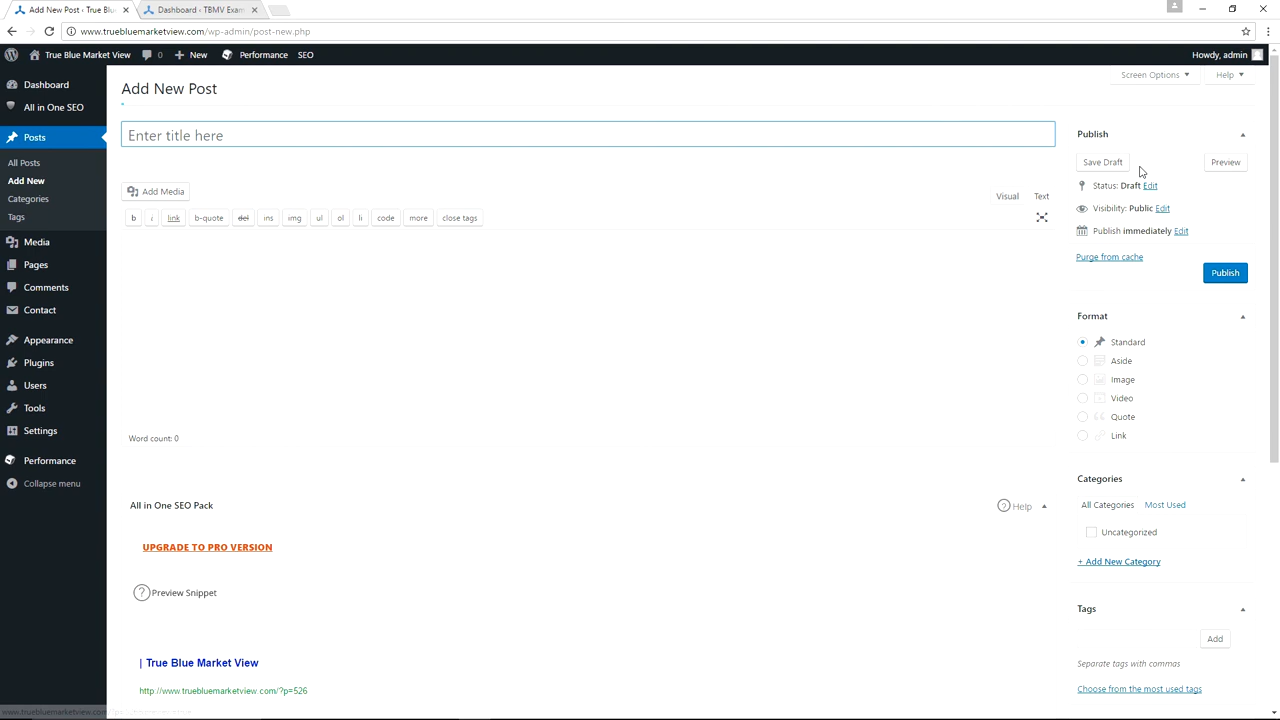 Add New Post ‹ True Blu
Dashboard ‹ TBMV Exam
www.truebluemarketview.com/wp-admin/post-new.php
True Blue Market View
0
New
Performance
SEO
Howdy, admin
Dashboard
All in One SEO
Posts
All Posts
Add New
Categories
Tags
Media
Pages
Comments
Contact
Appearance
Plugins
Users
Tools
Settings
Performance
Collapse menu
Add New Post
Screen Options
Help
Enter title here
Add Media
Visual
Text
b
i
link
b-quote
del
ins
img
ul
ol
li
code
more
close tags
Word count: 0
All in One SEO Pack
? Help
UPGRADE TO PRO VERSION
? Preview Snippet
| True Blue Market View
http://www.truebluemarketview.com/?p=526
Publish
Save Draft
Preview
Status: Draft Edit
Visibility: Public Edit
Publish immediately Edit
Purge from cache
Publish
Format
Standard
Aside
Image
Video
Quote
Link
Categories
All Categories
Most Used
Uncategorized
+ Add New Category
Tags
Add
Separate tags with commas
Choose from the most used tags